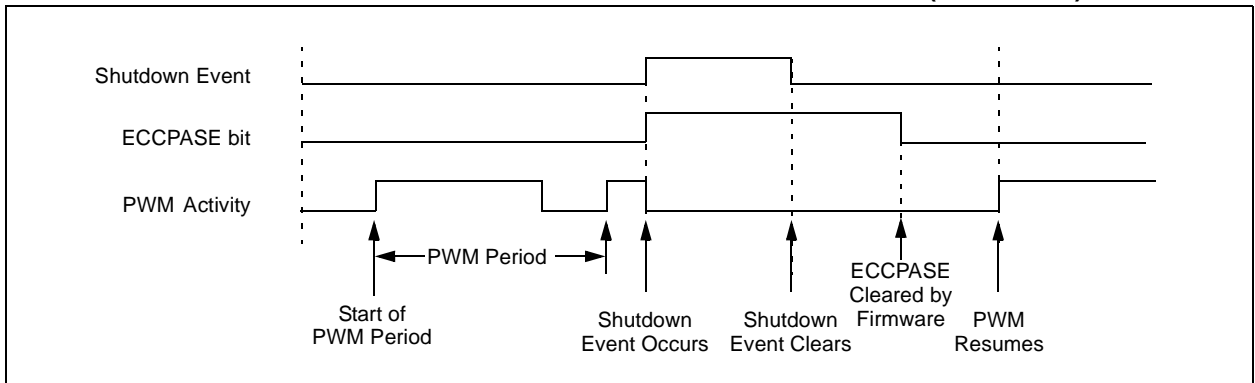 Shutdown Event
ECCPASE bit
PWM Activity
PWM Period
Start of
PWM Period
Shutdown
Event Occurs
Shutdown
Event Clears
ECCPASE
Cleared by
Firmware
PWM
Resumes